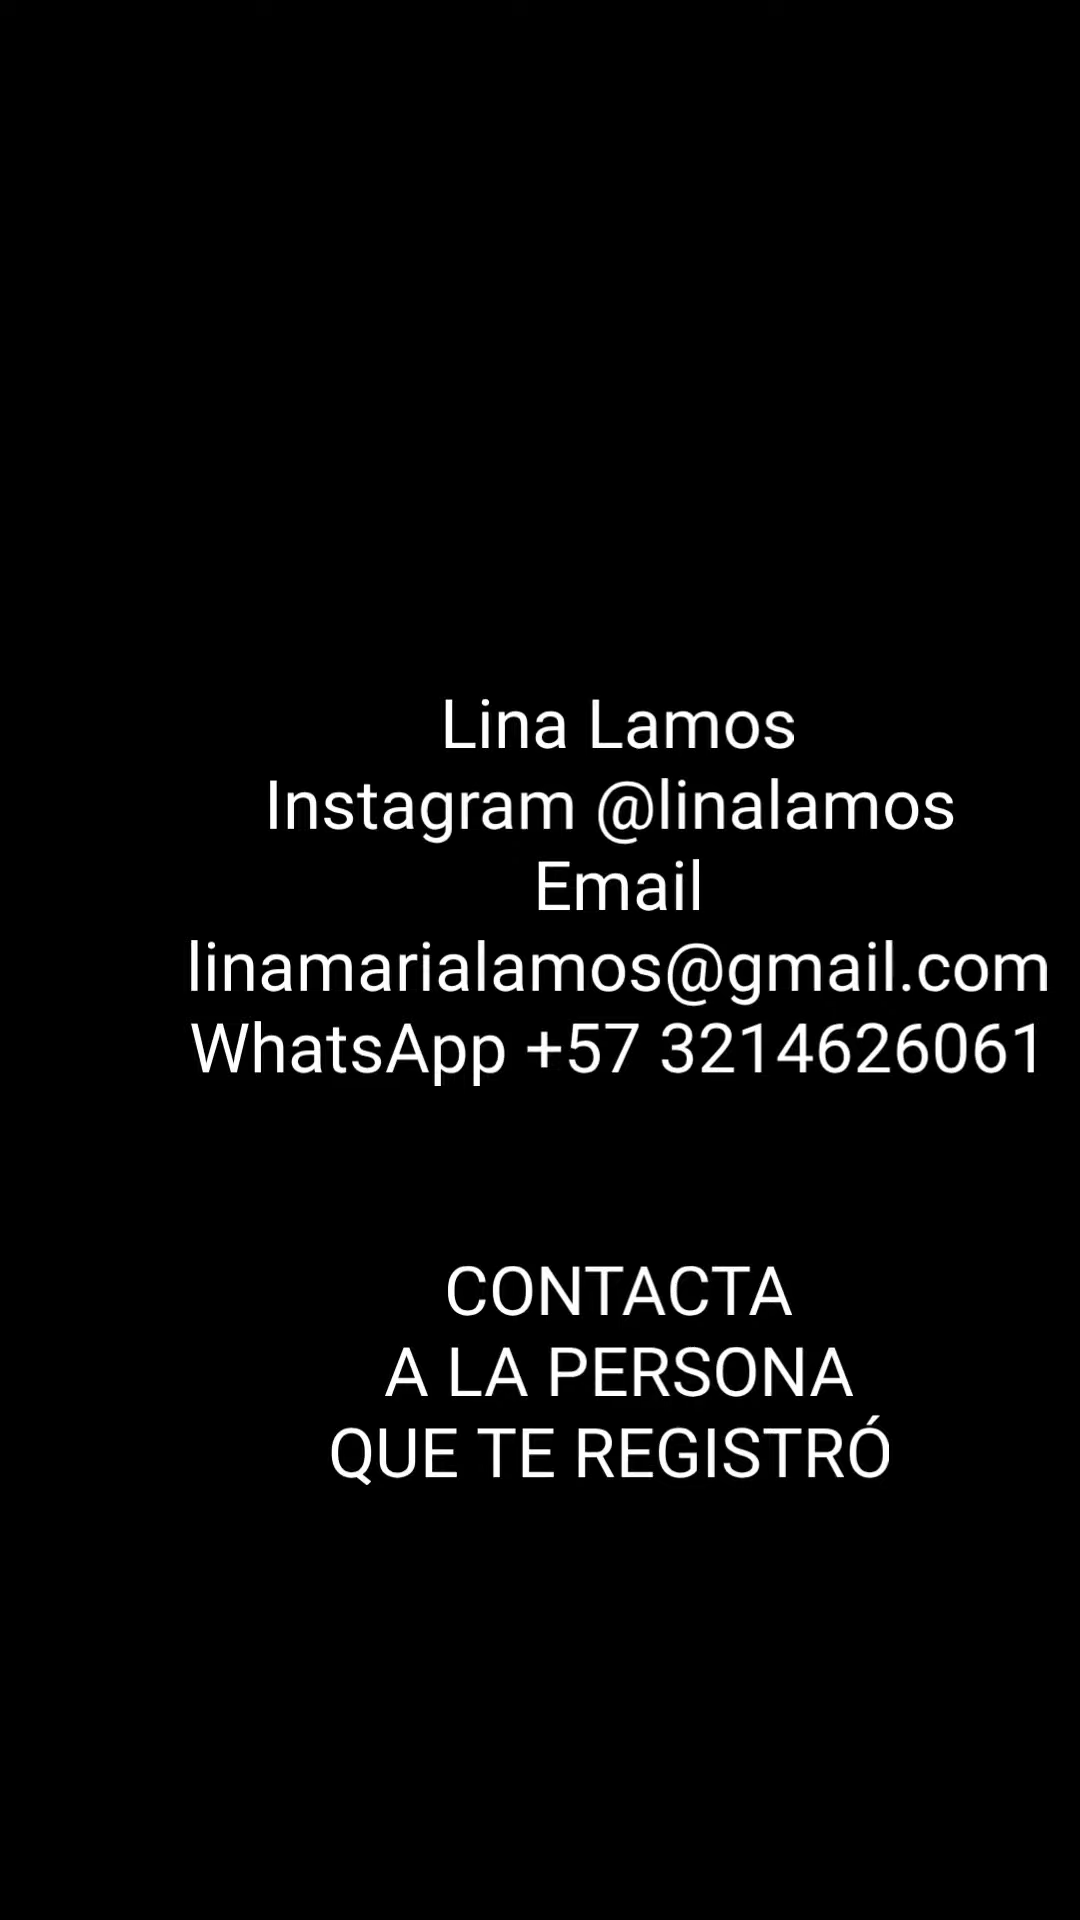 Lina Lamos
Instagram @linalamos
Email
linamarialamos@gmail.com
WhatsApp +57 3214626061
CONTACTA
A LA PERSONA
QUE TE REGISTRÓ